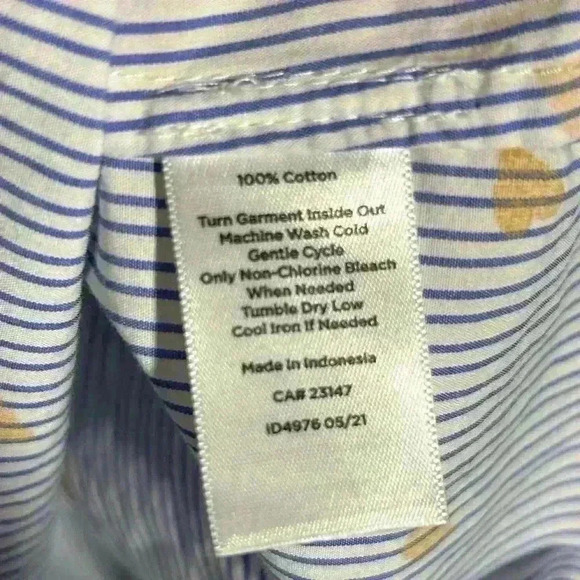 100% Cotton
Turn Garment Inside Out
Machine Wash Cold
Gentle Cycle
Only Non-Chlorine Bleach
When Needed
Tumble Dry Low
Cool Iron If Needed
Made In Indonesia
CA# 23147
ID4976 05/21